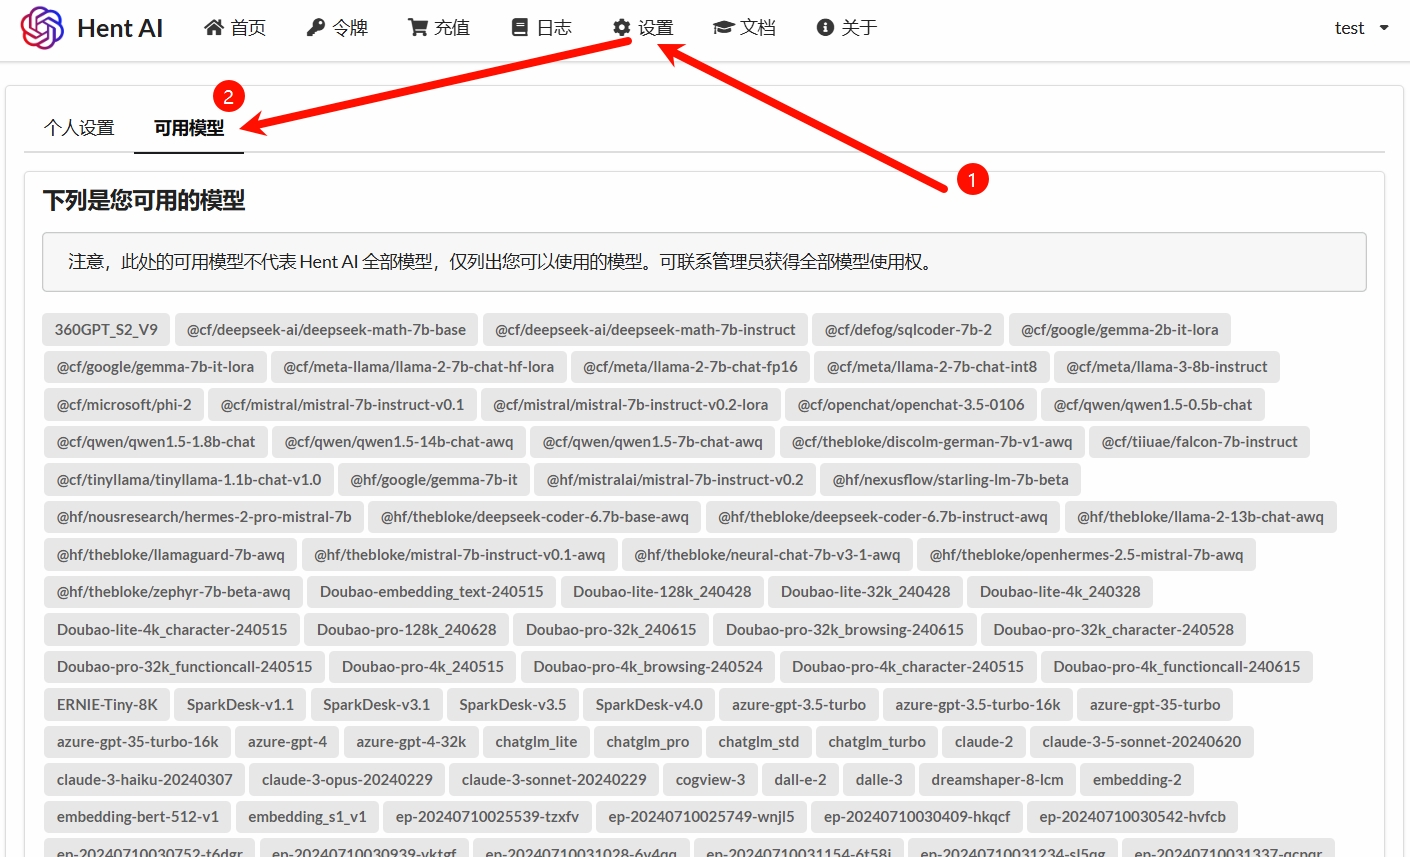 Hent AI 首页 令牌 充值 日志 设置 文档 关于 test
2
个人设置 可用模型
1
下列是您可用的模型
注意，此处的可用模型不代表 Hent AI 全部模型，仅列出您可以使用的模型。可联系管理员获得全部模型使用权。
360GPT_S2_V9 @cf/deepseek-ai/deepseek-math-7b-base @cf/deepseek-ai/deepseek-math-7b-instruct @cf/defog/sqlcoder-7b-2 @cf/google/gemma-2b-it-lora
@cf/google/gemma-7b-it-lora @cf/meta-llama/llama-2-7b-chat-hf-lora @cf/meta/llama-2-7b-chat-fp16 @cf/meta/llama-2-7b-chat-int8 @cf/meta/llama-3-8b-instruct
@cf/microsoft/phi-2 @cf/mistral/mistral-7b-instruct-v0.1 @cf/mistral/mistral-7b-instruct-v0.2-lora @cf/openchat/openchat-3.5-0106 @cf/qwen/qwen1.5-0.5b-chat
@cf/qwen/qwen1.5-1.8b-chat @cf/qwen/qwen1.5-14b-chat-awq @cf/qwen/qwen1.5-7b-chat-awq @cf/thebloke/discolm-german-7b-v1-awq @cf/tiiuae/falcon-7b-instruct
@cf/tinyllama/tinyllama-1.1b-chat-v1.0 @hf/google/gemma-7b-it @hf/mistralai/mistral-7b-instruct-v0.2 @hf/nexusflow/starling-lm-7b-beta
@hf/nousresearch/hermes-2-pro-mistral-7b @hf/thebloke/deepseek-coder-6.7b-base-awq @hf/thebloke/deepseek-coder-6.7b-instruct-awq @hf/thebloke/llama-2-13b-chat-awq
@hf/thebloke/llamaguard-7b-awq @hf/thebloke/mistral-7b-instruct-v0.1-awq @hf/thebloke/neural-chat-7b-v3-1-awq @hf/thebloke/openhermes-2.5-mistral-7b-awq
@hf/thebloke/zephyr-7b-beta-awq Doubao-embedding_text-240515 Doubao-lite-128k_240428 Doubao-lite-32k_240428 Doubao-lite-4k_240328
Doubao-lite-4k_character-240515 Doubao-pro-128k_240628 Doubao-pro-32k_240615 Doubao-pro-32k_browsing-240615 Doubao-pro-32k_character-240528
Doubao-pro-32k_functioncall-240515 Doubao-pro-4k_240515 Doubao-pro-4k_browsing-240524 Doubao-pro-4k_character-240515 Doubao-pro-4k_functioncall-240615
ERNIE-Tiny-8K SparkDesk-v1.1 SparkDesk-v3.1 SparkDesk-v3.5 SparkDesk-v4.0 azure-gpt-3.5-turbo azure-gpt-3.5-turbo-16k azure-gpt-35-turbo
azure-gpt-35-turbo-16k azure-gpt-4 azure-gpt-4-32k chatglm_lite chatglm_pro chatglm_std chatglm_turbo claude-2 claude-3-5-sonnet-20240620
claude-3-haiku-20240307 claude-3-opus-20240229 claude-3-sonnet-20240229 cogview-3 dall-e-2 dalle-3 dreamshaper-8-lcm embedding-2
embedding-bert-512-v1 embedding_s1_v1 ep-20240710025539-tzxfv ep-20240710025749-wnjl5 ep-20240710030409-hkqcf ep-20240710030542-hvfcb
ep-20240710030752-t6dgr ep-20240710030939-vktgf ep-20240710031154-6t58j